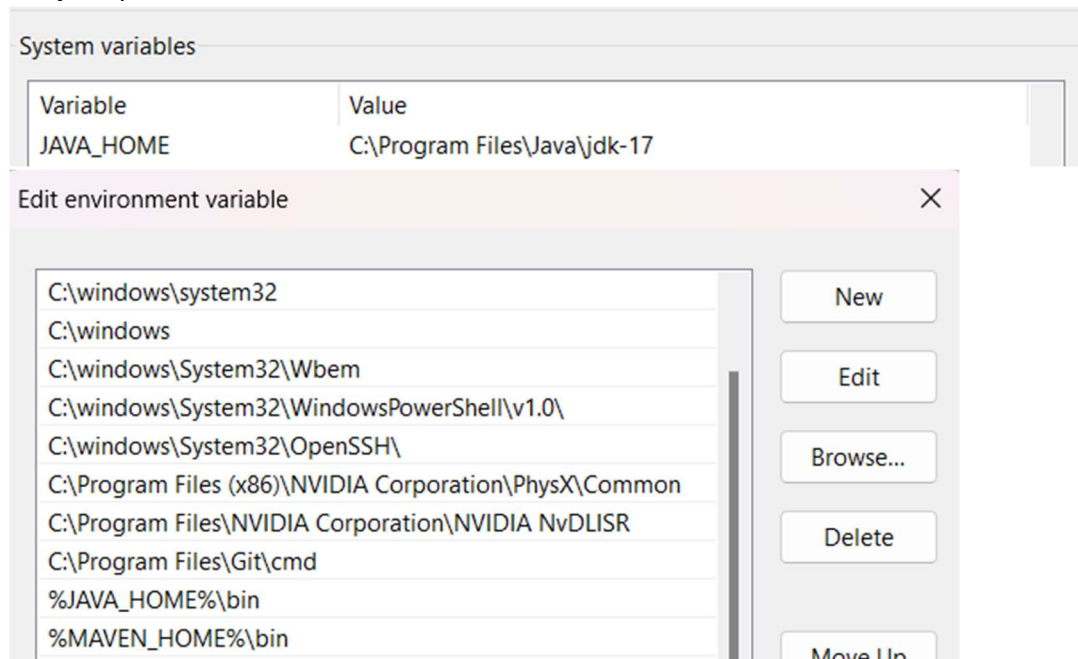 System variables
Variable Value
JAVA_HOME C:\Program Files\Java\jdk-17
Edit environment variable
C:\windows\system32 New
C:\windows
C:\windows\System32\Wbem Edit
C:\windows\System32\WindowsPowerShell\v1.0\
C:\windows\System32\OpenSSH\ Browse...
C:\Program Files (x86)\NVIDIA Corporation\PhysX\Common
C:\Program Files\NVIDIA Corporation\NVIDIA NvDLISR Delete
C:\Program Files\Git\cmd
%JAVA_HOME%\bin
%MAVEN_HOME%\bin
Move Up